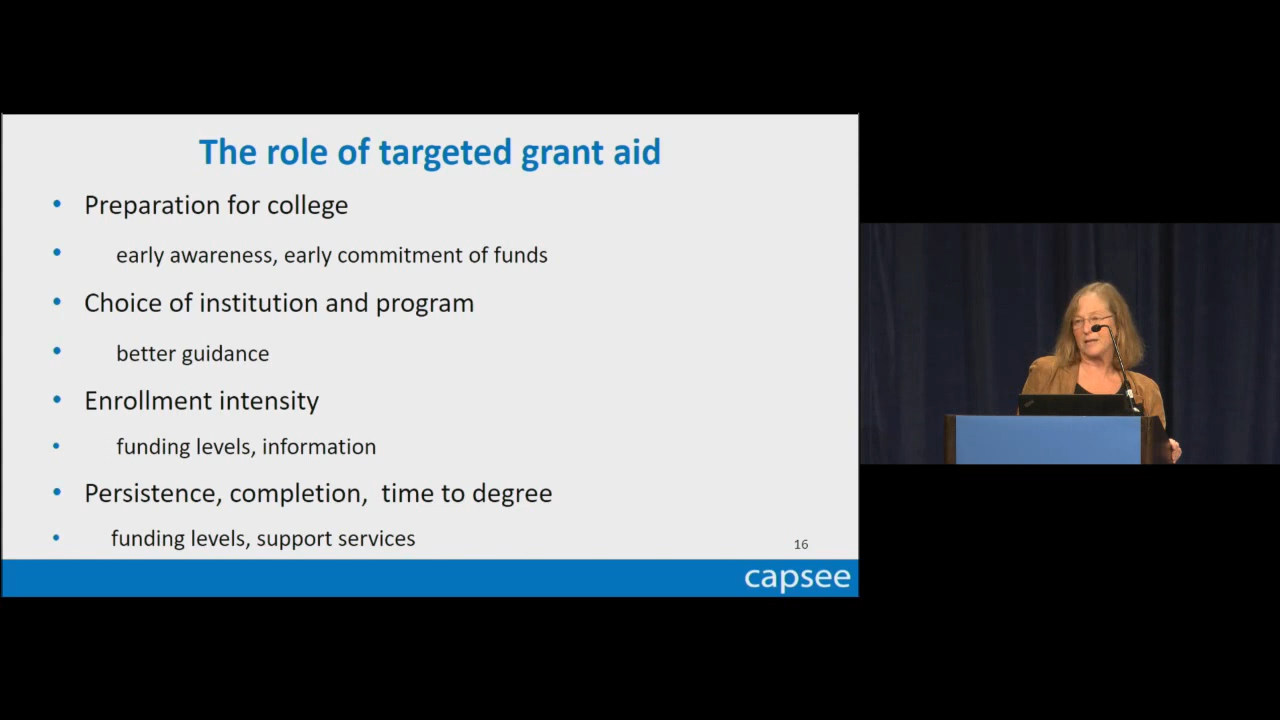 The role of targeted grant aid
• Preparation for college
• early awareness, early commitment of funds
• Choice of institution and program
• better guidance
• Enrollment intensity
• funding levels, information
• Persistence, completion, time to degree
• funding levels, support services
16
capsee